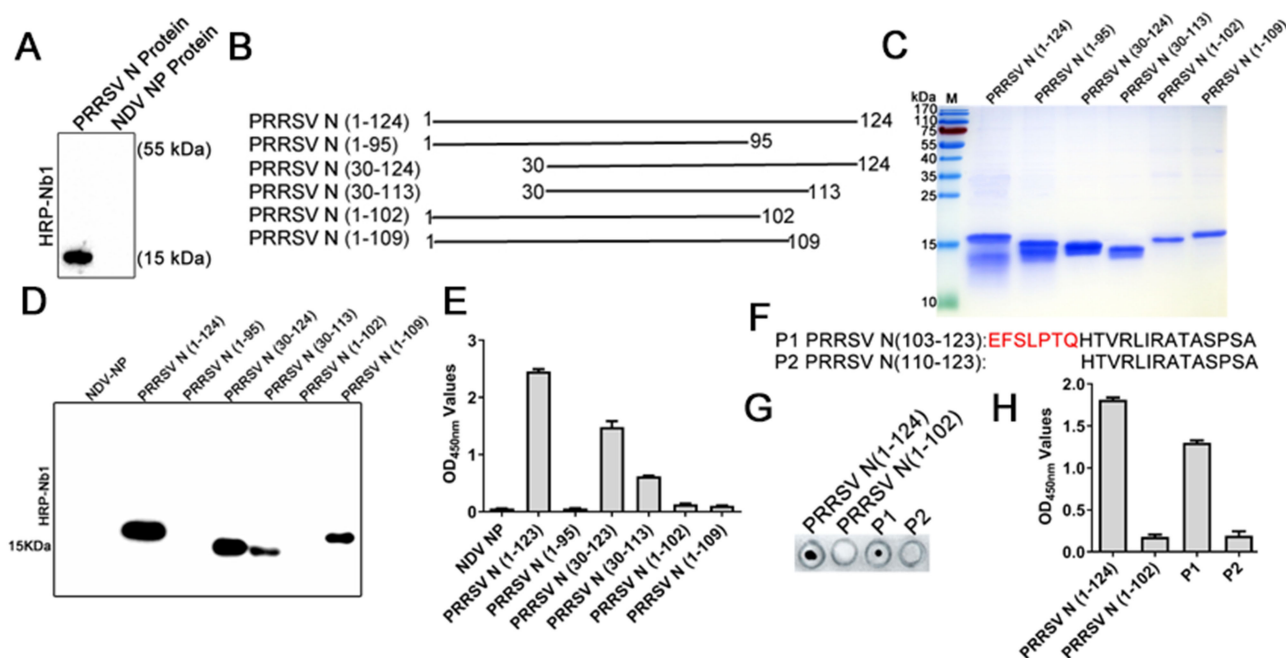 A
PRRSV N Protein
NDV NP Protein
HRP-Nb1
(55 kDa)
(15 kDa)
B
PRRSV N (1-124) 1 124
PRRSV N (1-95) 1 95
PRRSV N (30-124) 30 124
PRRSV N (30-113) 30 113
PRRSV N (1-102) 1 102
PRRSV N (1-109) 1 109
C
PRRSV N (1-124)
PRRSV N (1-95)
PRRSV N (30-124)
PRRSV N (30-113)
PRRSV N (1-102)
PRRSV N (1-109)
kDa M
170
110
75
55
40
35
25
15
10
D
NDV-NP
PRRSV N (1-124)
PRRSV N (1-95)
PRRSV N (30-124)
PRRSV N (30-113)
PRRSV N (1-102)
PRRSV N (1-109)
HRP-Nb1
15KDa
E
OD450nm Values
3
2
1
0
NDV NP
PRRSV N (1-123)
PRRSV N (1-95)
PRRSV N (30-123)
PRRSV N (30-113)
PRRSV N (1-102)
PRRSV N (1-109)
F
P1 PRRSV N(103-123):EFSLPTQHTVRLIRATASPSA
P2 PRRSV N(110-123): HTVRLIRATASPSA
G
PRRSV N(1-124)
PRRSV N(1-102)
P1
P2
H
OD450nm Values
2.0
1.5
1.0
0.5
0.0
PRRSV N (1-124)
PRRSV N (1-102)
P1
P2